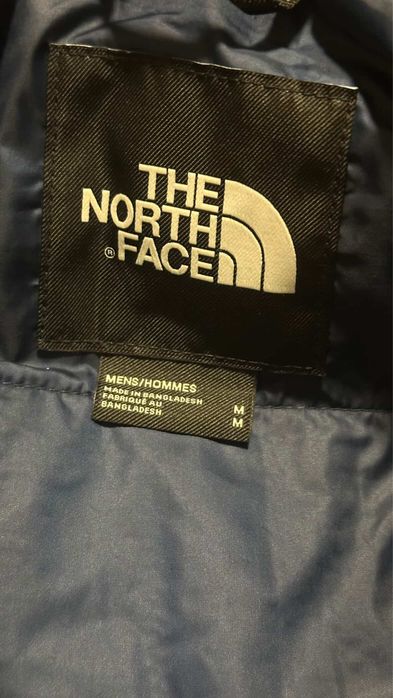 THE
NORTH
® FACE
MENS/HOMMES
MADE IN BANGLADESH M
FABRIQUÉ AU
BANGLADESH M